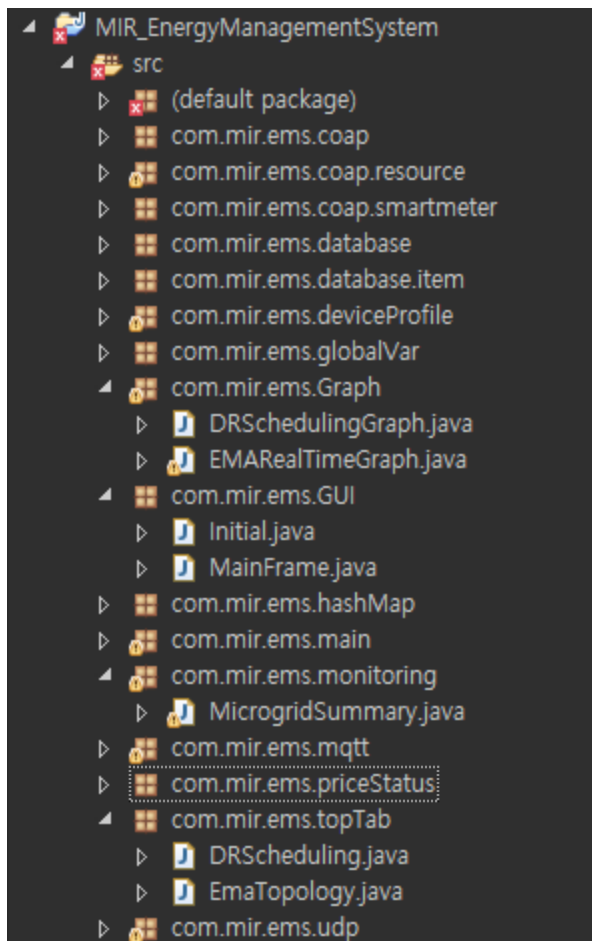 MIR_EnergyManagementSystem
src
(default package)
com.mir.ems.coap
com.mir.ems.coap.resource
com.mir.ems.coap.smartmeter
com.mir.ems.database
com.mir.ems.database.item
com.mir.ems.deviceProfile
com.mir.ems.globalVar
com.mir.ems.Graph
DRSchedulingGraph.java
EMARealTimeGraph.java
com.mir.ems.GUI
Initial.java
MainFrame.java
com.mir.ems.hashMap
com.mir.ems.main
com.mir.ems.monitoring
MicrogridSummary.java
com.mir.ems.mqtt
com.mir.ems.priceStatus
com.mir.ems.topTab
DRScheduling.java
EmaTopology.java
com.mir.ems.udp